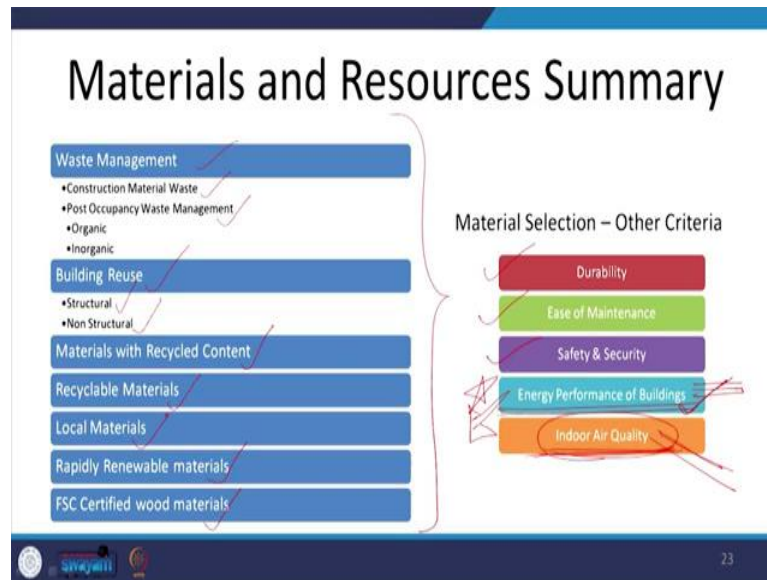 Materials and Resources Summary
Waste Management
•Construction Material Waste
•Post Occupancy Waste Management
•Organic
•Inorganic
Building Reuse
•Structural
•Non Structural
Materials with Recycled Content
Recyclable Materials
Local Materials
Rapidly Renewable materials
FSC Certified wood materials
Material Selection – Other Criteria
Durability
Ease of Maintenance
Safety & Security
Energy Performance of Buildings
Indoor Air Quality
swayam
23